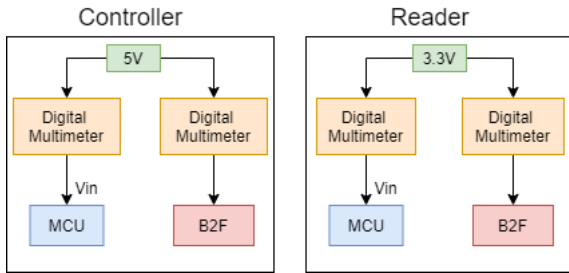 Controller
5V
Digital
Multimeter
Digital
Multimeter
Vin
MCU
B2F
Reader
3.3V
Digital
Multimeter
Digital
Multimeter
Vin
MCU
B2F